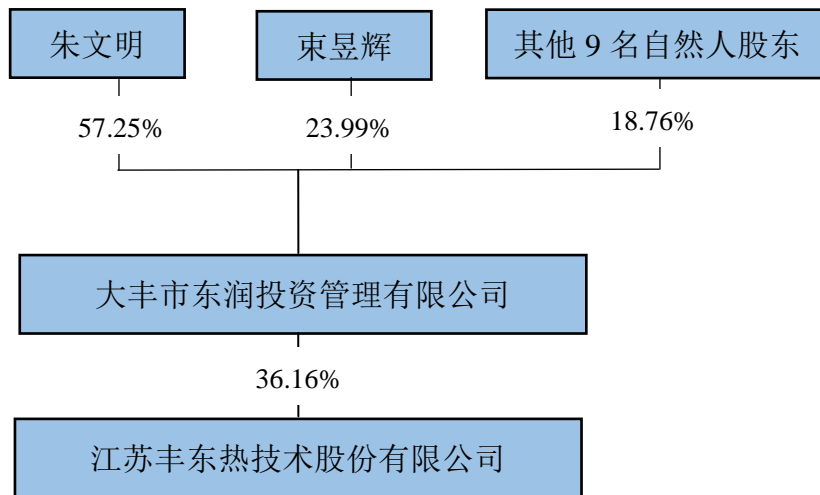 朱文明
束昱辉
其他 9 名自然人股东
57.25%
23.99%
18.76%
大丰市东润投资管理有限公司
36.16%
江苏丰东热技术股份有限公司